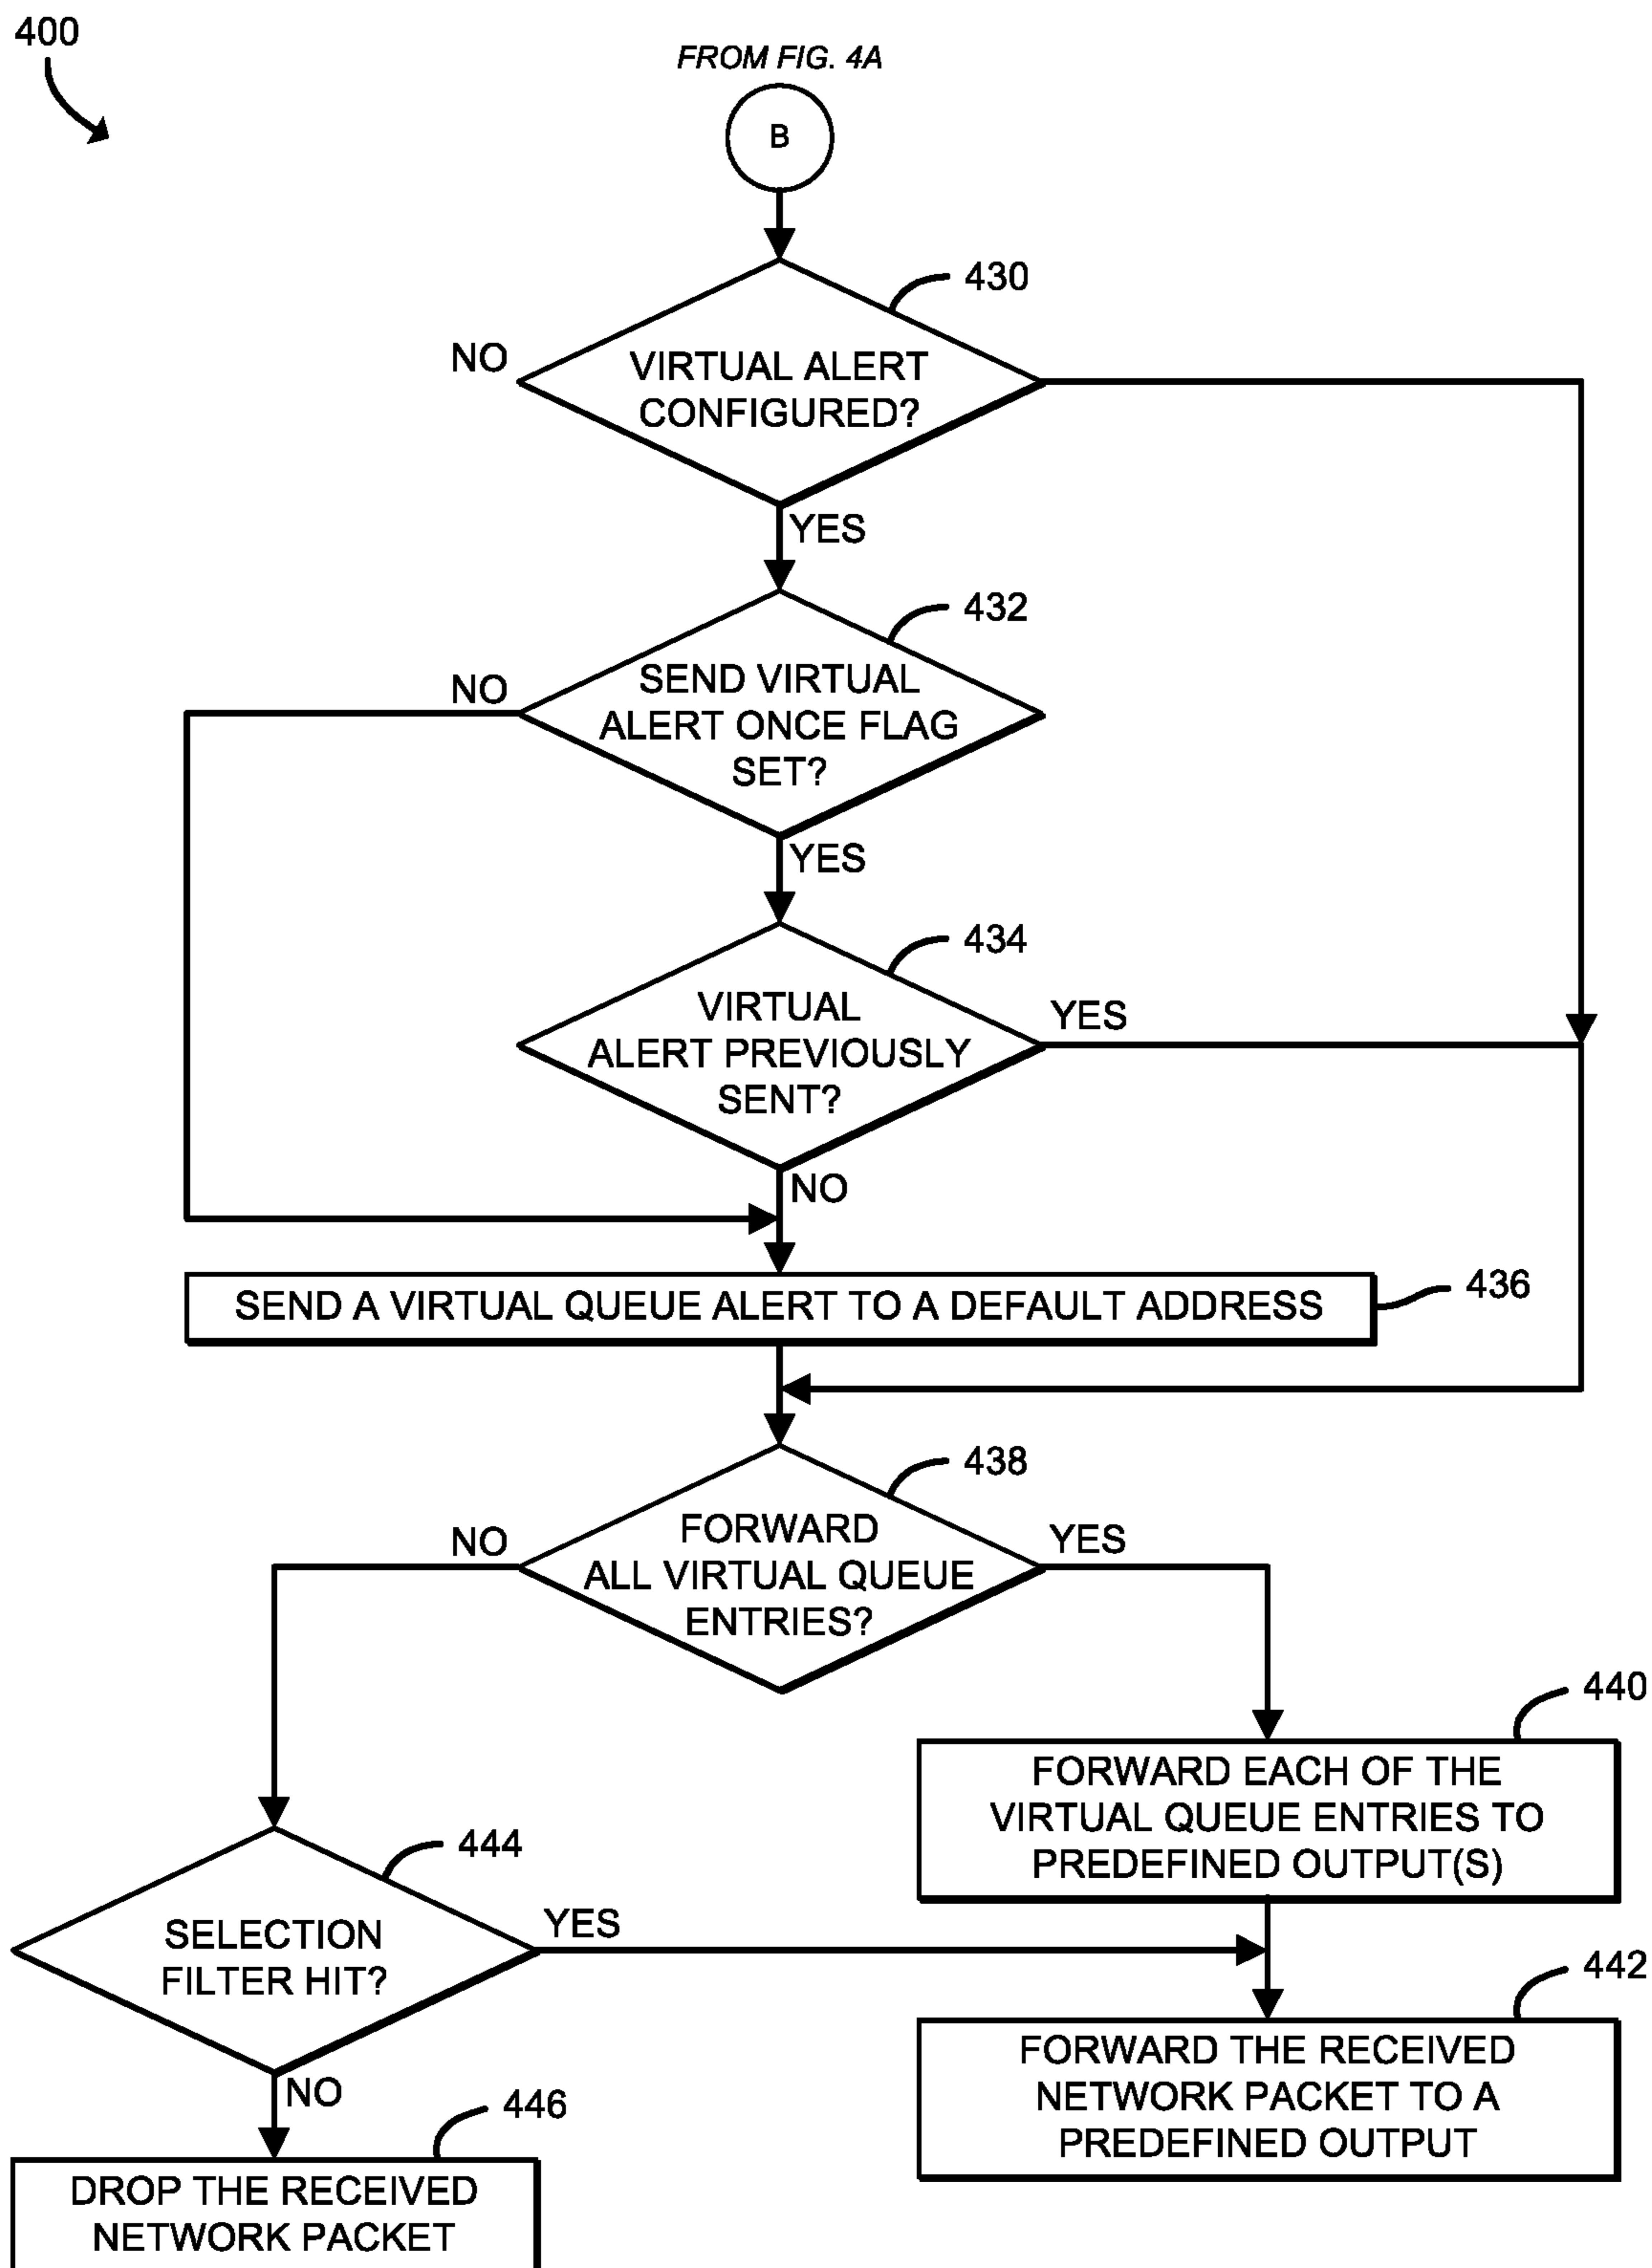 400
FROM FIG. 4A
B
430
NO
VIRTUAL ALERT
CONFIGURED?
YES
432
NO
SEND VIRTUAL
ALERT ONCE FLAG
SET?
YES
434
VIRTUAL
ALERT PREVIOUSLY
SENT?
YES
NO
SEND A VIRTUAL QUEUE ALERT TO A DEFAULT ADDRESS
436
438
NO
FORWARD
ALL VIRTUAL QUEUE
ENTRIES?
YES
440
FORWARD EACH OF THE
VIRTUAL QUEUE ENTRIES TO
PREDEFINED OUTPUT(S)
444
SELECTION
FILTER HIT?
YES
442
FORWARD THE RECEIVED
NETWORK PACKET TO A
PREDEFINED OUTPUT
NO
446
DROP THE RECEIVED
NETWORK PACKET